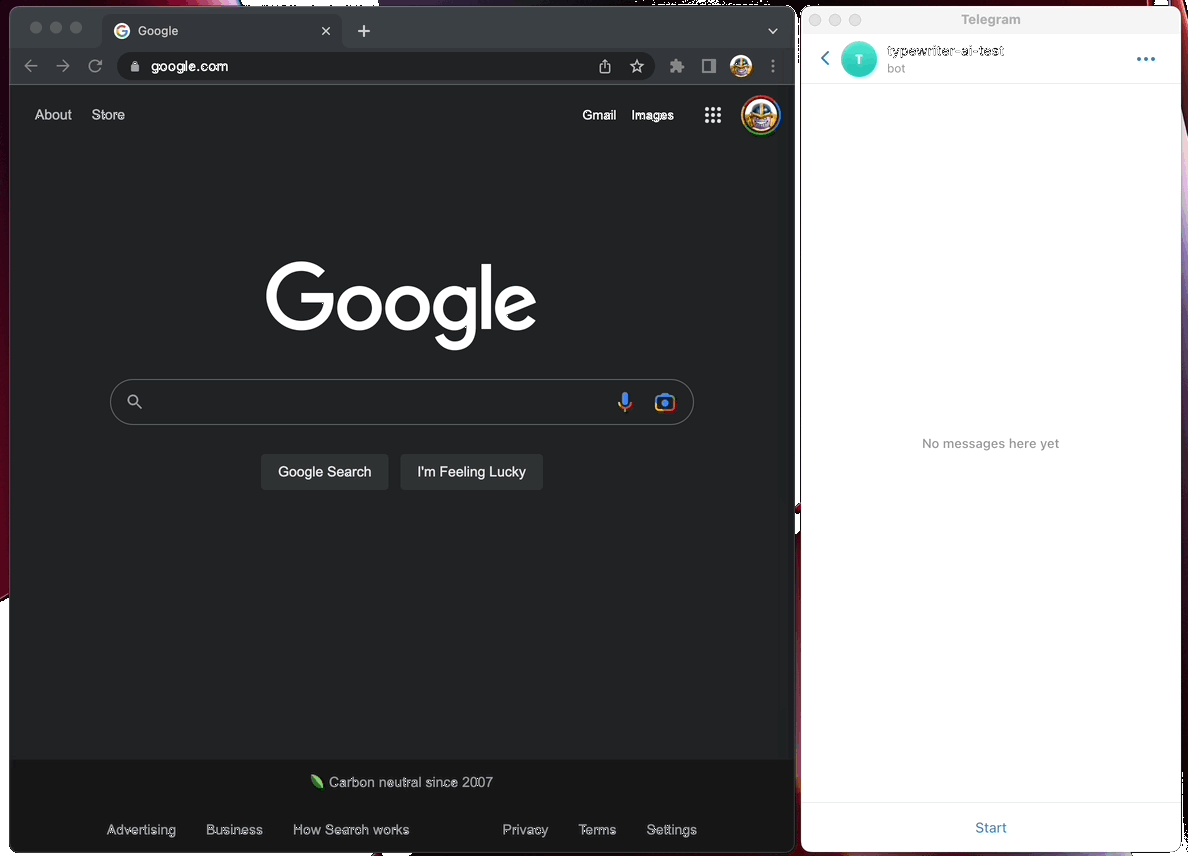 Google
google.com
About Store Gmail Images
Google
Google Search I'm Feeling Lucky
Carbon neutral since 2007
Advertising Business How Search works Privacy Terms Settings
Telegram
T
typewriter-ai-test
bot
No messages here yet
Start